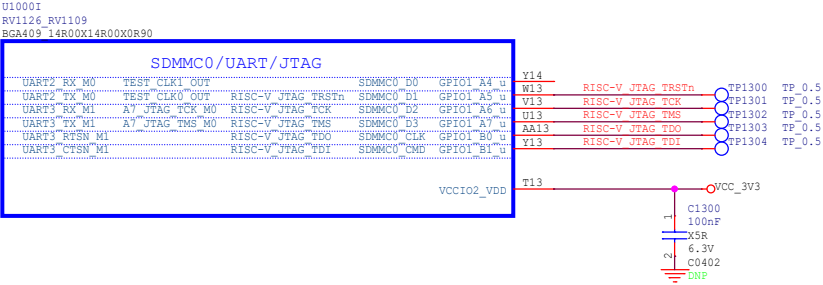 U1000I
RV1126_RV1109
BGA409_14R00X14R00X0R90
SDMMC0/UART/JTAG
UART2_RX_M0 TEST_CLK1_OUT SDMMC0_D0 GPIO1_A4_u Y14
UART2_TX_M0 TEST_CLK0_OUT RISC-V_JTAG_TRSTn SDMMC0_D1 GPIO1_A5_u W13 RISC-V_JTAG_TRSTn TP1300 TP_0.5
UART3_RX_M1 A7_JTAG_TCK_M0 RISC-V_JTAG_TCK SDMMC0_D2 GPIO1_A6_u V13 RISC-V_JTAG_TCK TP1301 TP_0.5
UART3_TX_M1 A7_JTAG_TMS_M0 RISC-V_JTAG_TMS SDMMC0_D3 GPIO1_A7_u U13 RISC-V_JTAG_TMS TP1302 TP_0.5
UART3_RTSN_M1 RISC-V_JTAG_TDO SDMMC0_CLK GPIO1_B0_u AA13 RISC-V_JTAG_TDO TP1303 TP_0.5
UART3_CTSN_M1 RISC-V_JTAG_TDI SDMMC0_CMD GPIO1_B1_u Y13 RISC-V_JTAG_TDI TP1304 TP_0.5
VCCIO2_VDD T13 VCC_3V3
1
2
C1300
100nF
X5R
6.3V
C0402
DNP